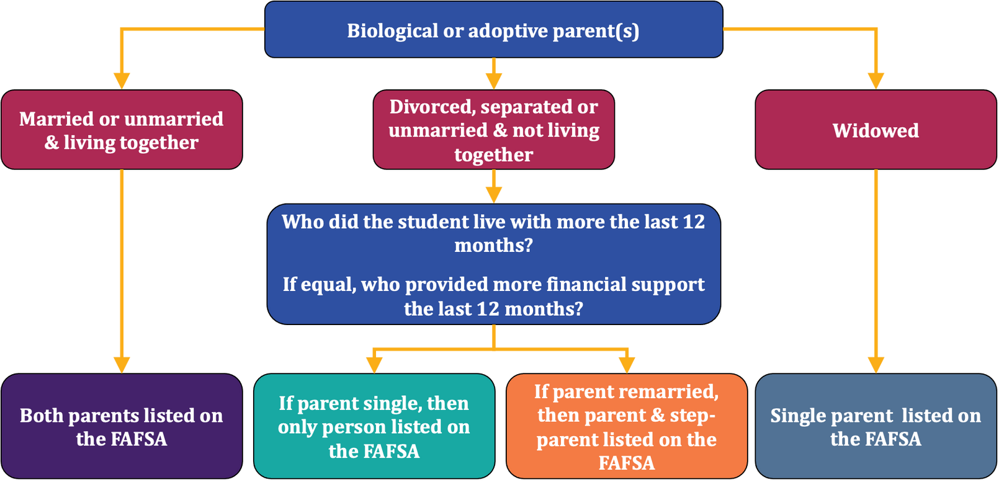 Biological or adoptive parent(s)
Married or unmarried
& living together
Divorced, separated or
unmarried & not living
together
Widowed
Who did the student live with more the last 12
months?
If equal, who provided more financial support
the last 12 months?
Both parents listed on
the FAFSA
If parent single, then
only person listed on
the FAFSA
If parent remarried,
then parent & step-
parent listed on the
FAFSA
Single parent  listed on
the FAFSA